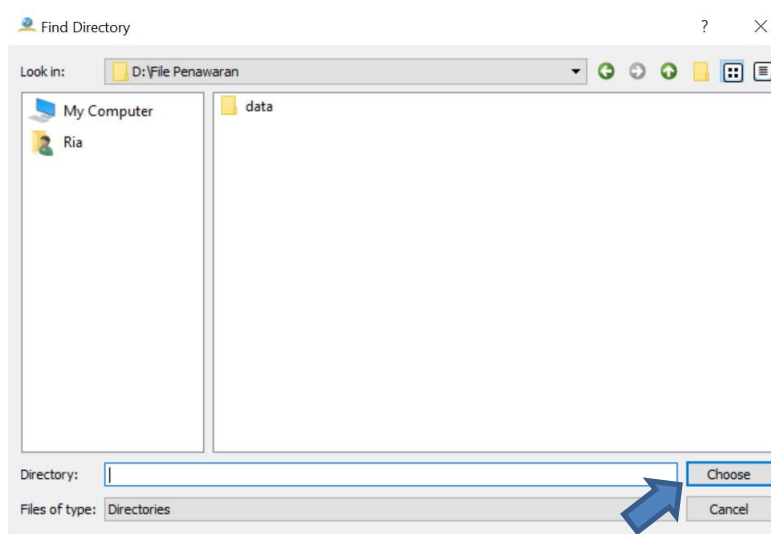 Find Directory ?
Look in: D:\File Penawaran
My Computer
data
Ria
Directory: Choose
Files of type: Directories Cancel